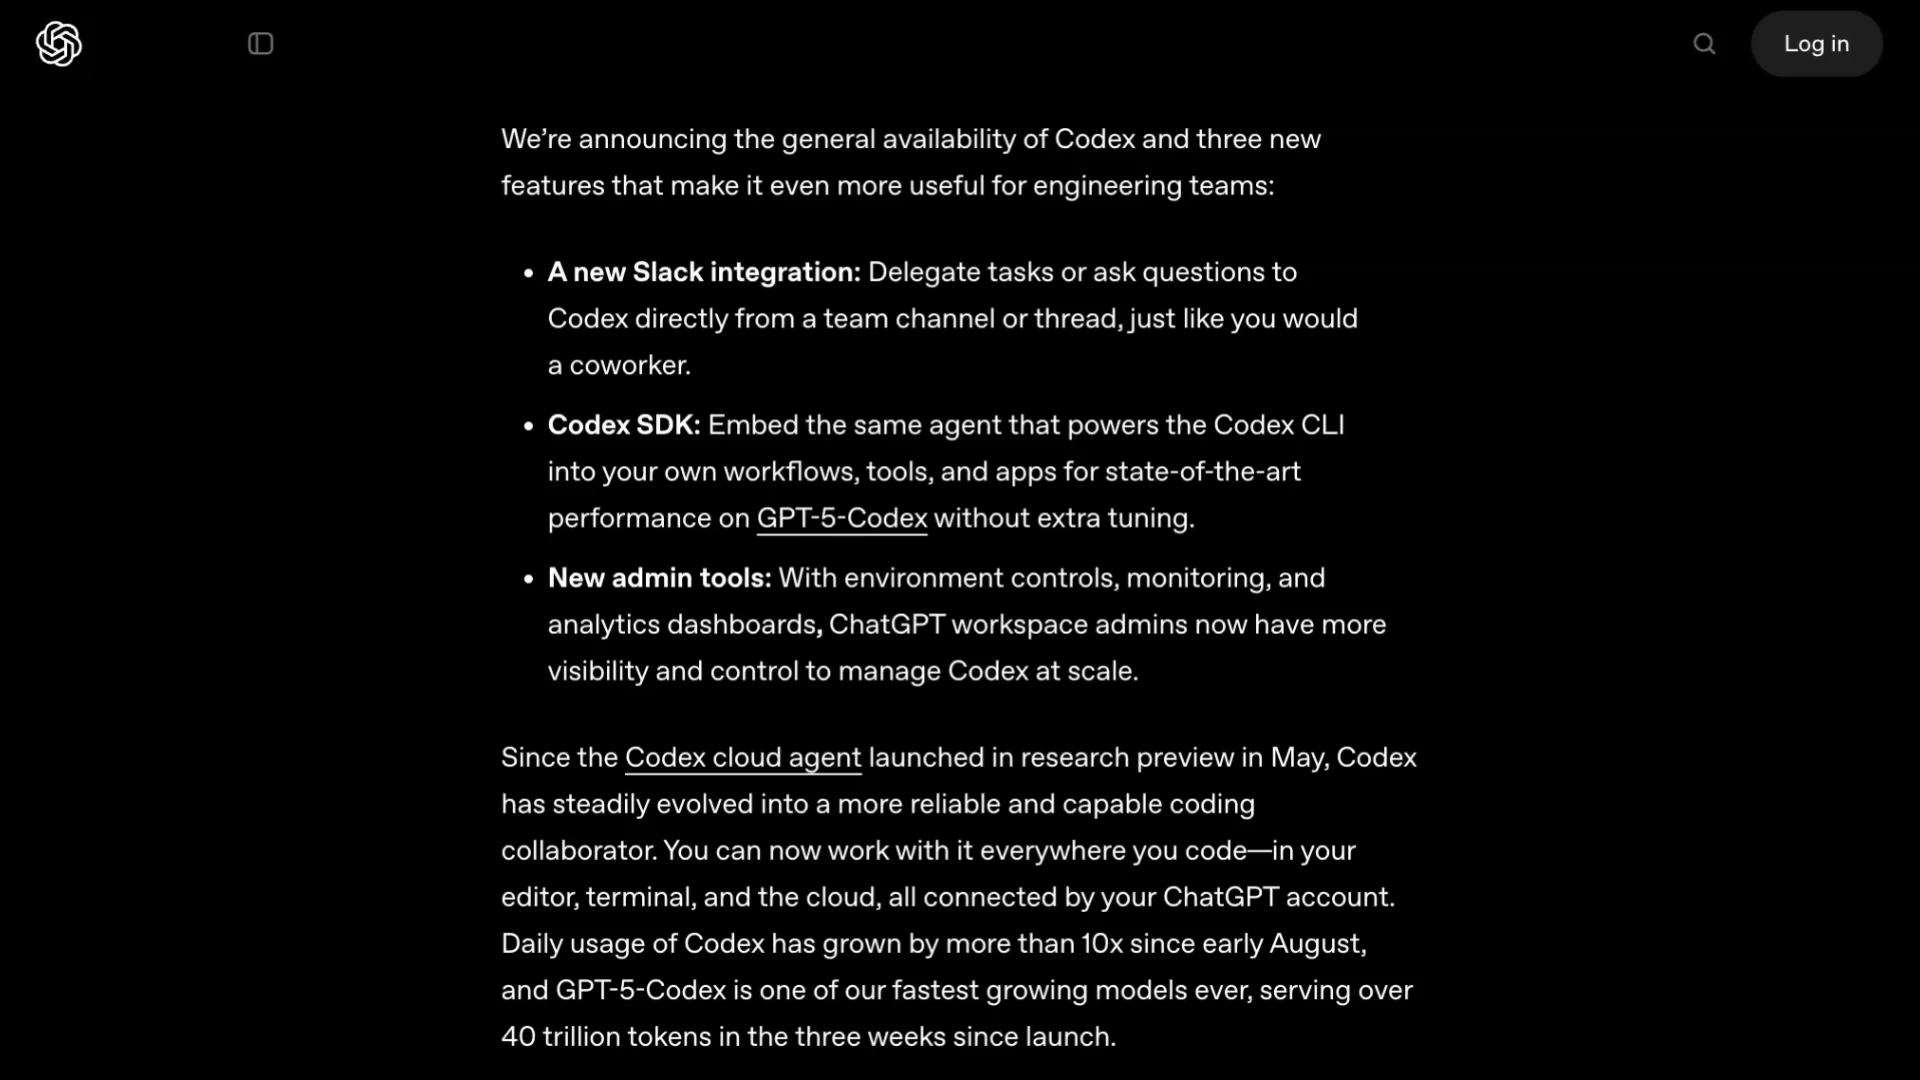 Log in
We’re announcing the general availability of Codex and three new
features that make it even more useful for engineering teams:
• A new Slack integration: Delegate tasks or ask questions to
Codex directly from a team channel or thread, just like you would
a coworker.
• Codex SDK: Embed the same agent that powers the Codex CLI
into your own workflows, tools, and apps for state-of-the-art
performance on GPT-5-Codex without extra tuning.
• New admin tools: With environment controls, monitoring, and
analytics dashboards, ChatGPT workspace admins now have more
visibility and control to manage Codex at scale.
Since the Codex cloud agent launched in research preview in May, Codex
has steadily evolved into a more reliable and capable coding
collaborator. You can now work with it everywhere you code—in your
editor, terminal, and the cloud, all connected by your ChatGPT account.
Daily usage of Codex has grown by more than 10x since early August,
and GPT-5-Codex is one of our fastest growing models ever, serving over
40 trillion tokens in the three weeks since launch.